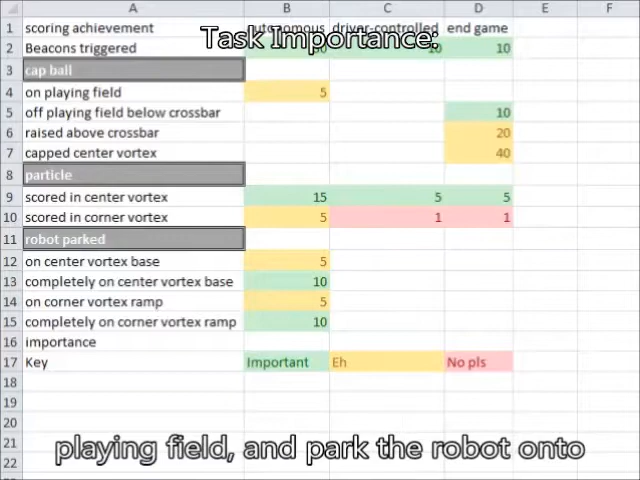 A B C D E F
1 scoring achievement autonomous driver-controlled end game
Task Importance:
2 Beacons triggered 10 10
3 cap ball
4 on playing field 5
5 off playing field below crossbar 10
6 raised above crossbar 20
7 capped center vortex 40
8 particle
9 scored in center vortex 15 5 5
10 scored in corner vortex 5 1 1
11 robot parked
12 on center vortex base 5
13 completely on center vortex base 10
14 on corner vortex ramp 5
15 completely on corner vortex ramp 10
16 importance
17 Key Important Eh No pls
18
19
20
21
playing field, and park the robot onto
22